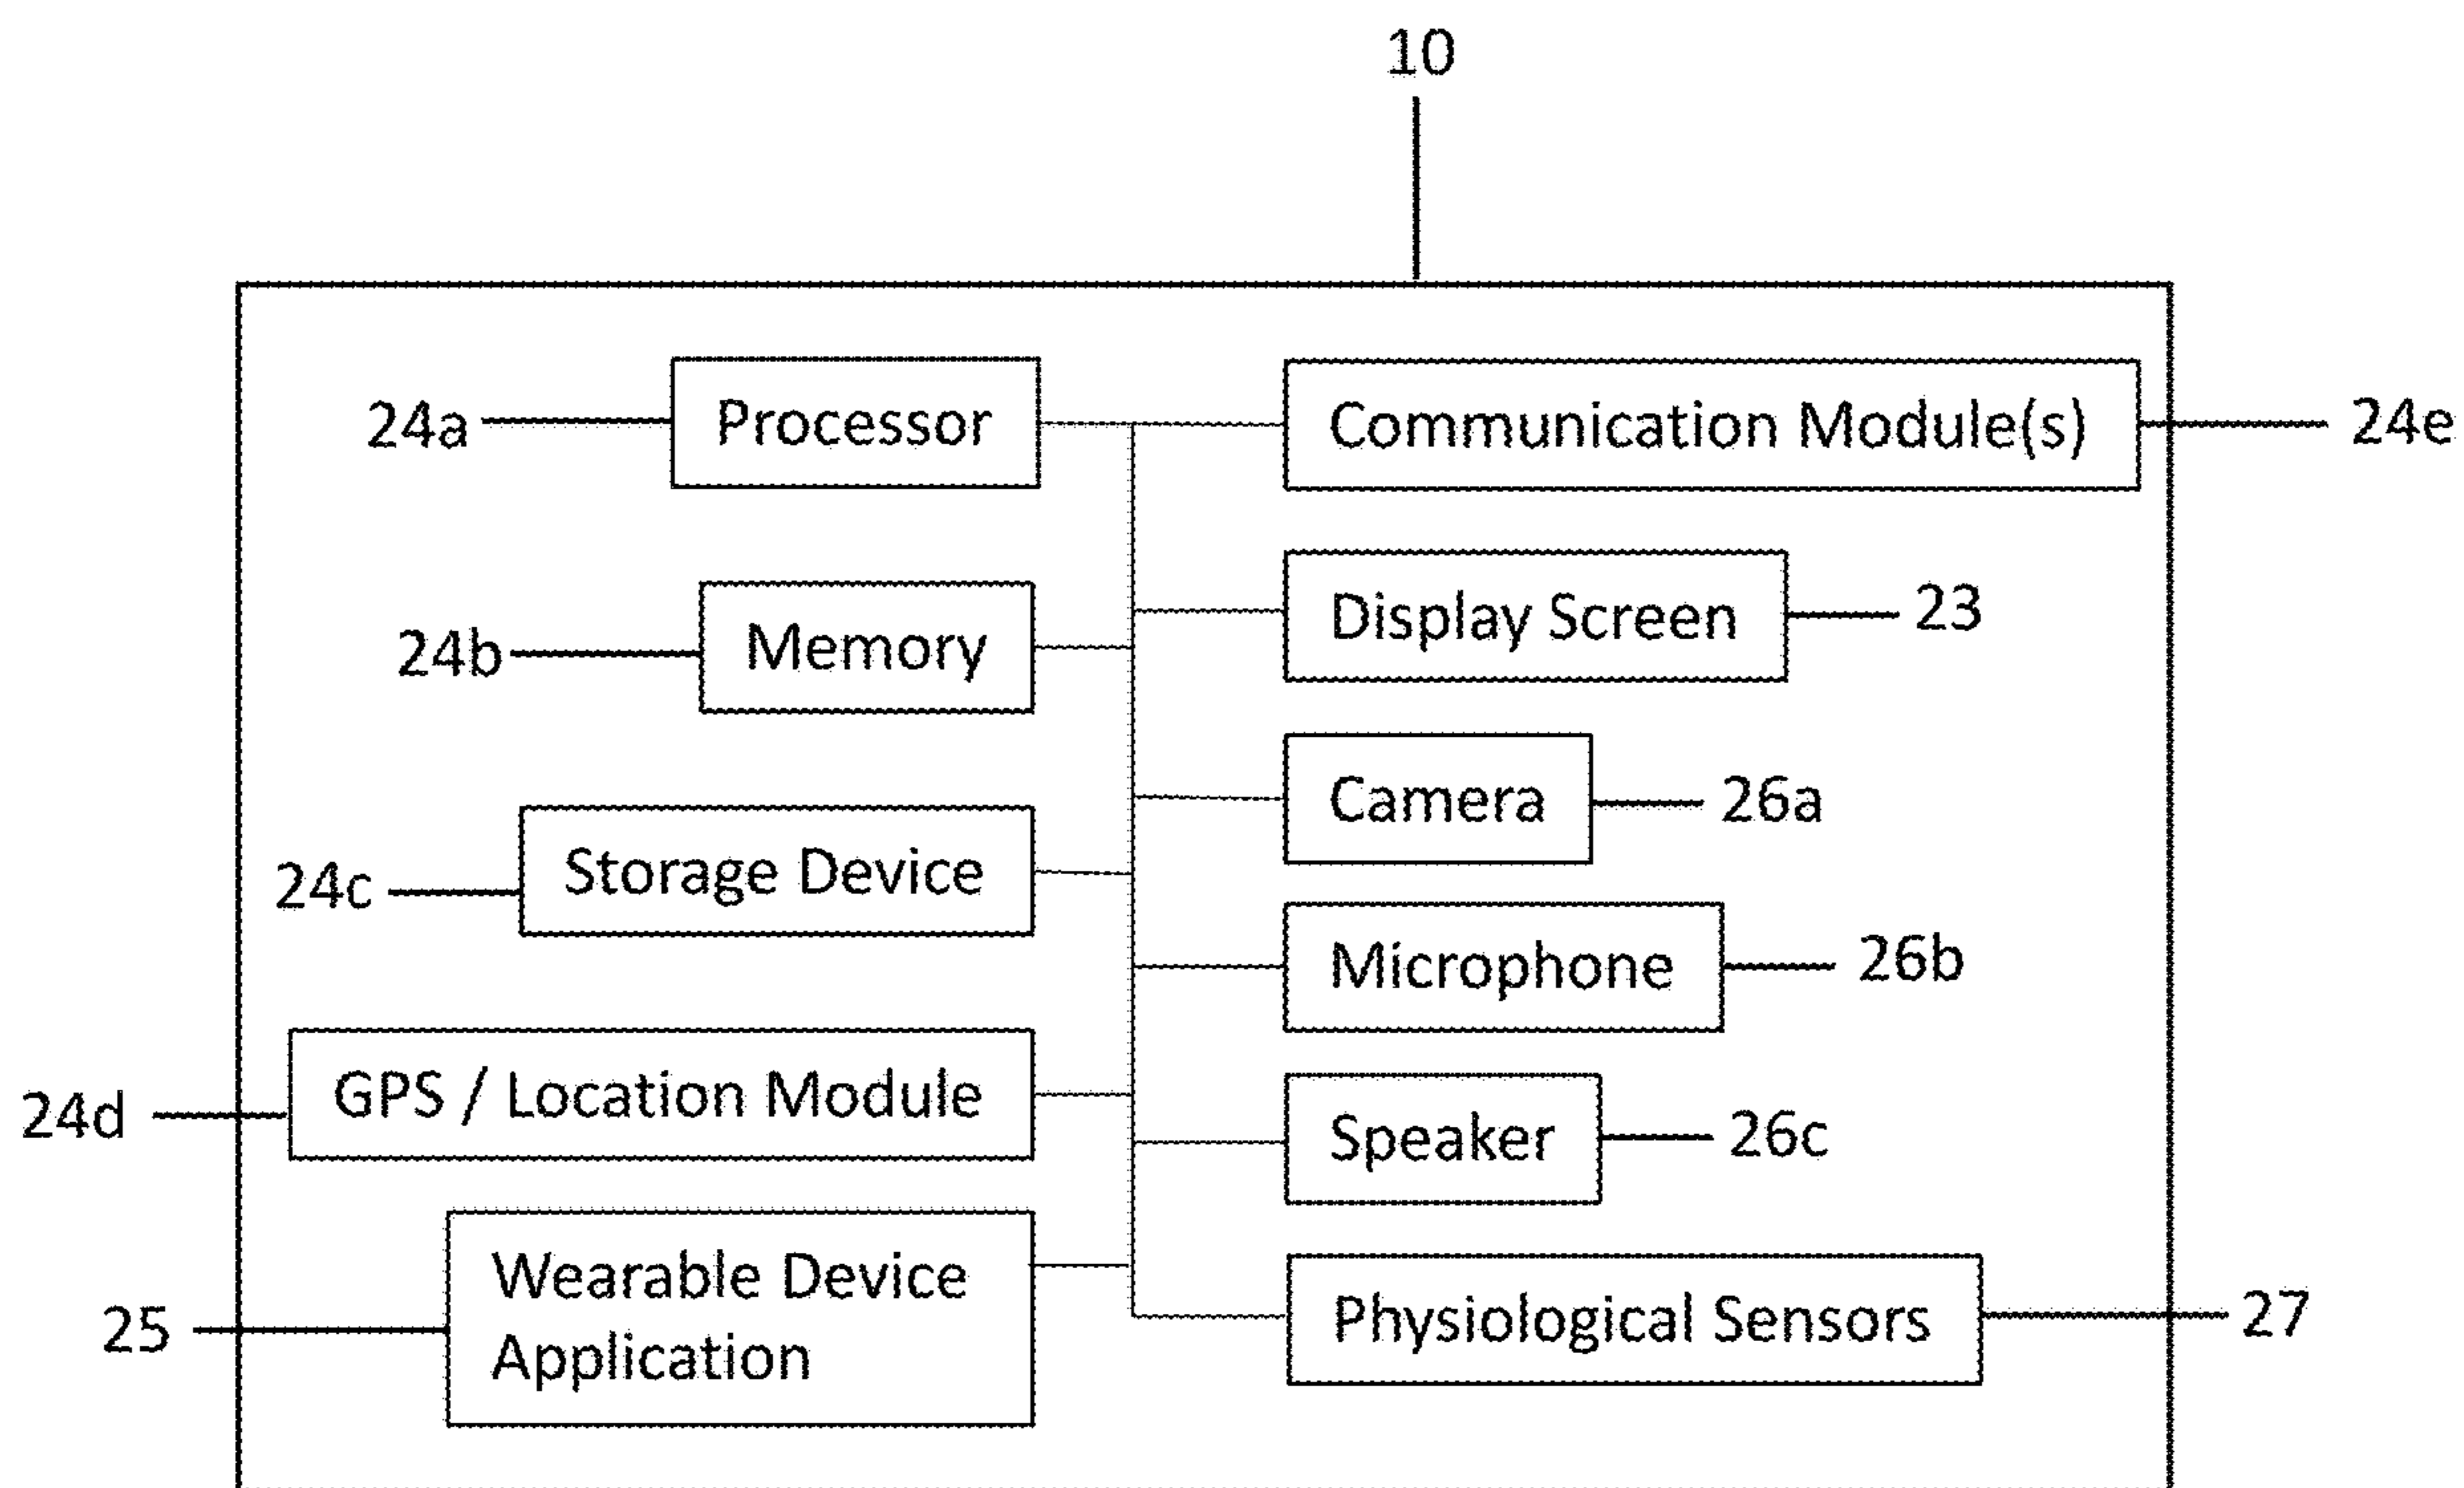 10
24a
Processor
Communication Module(s)
24e
24b
Memory
Display Screen
23
24c
Storage Device
Camera
26a
Microphone
26b
24d
GPS / Location Module
Speaker
26c
25
Wearable Device
Application
Physiological Sensors
27